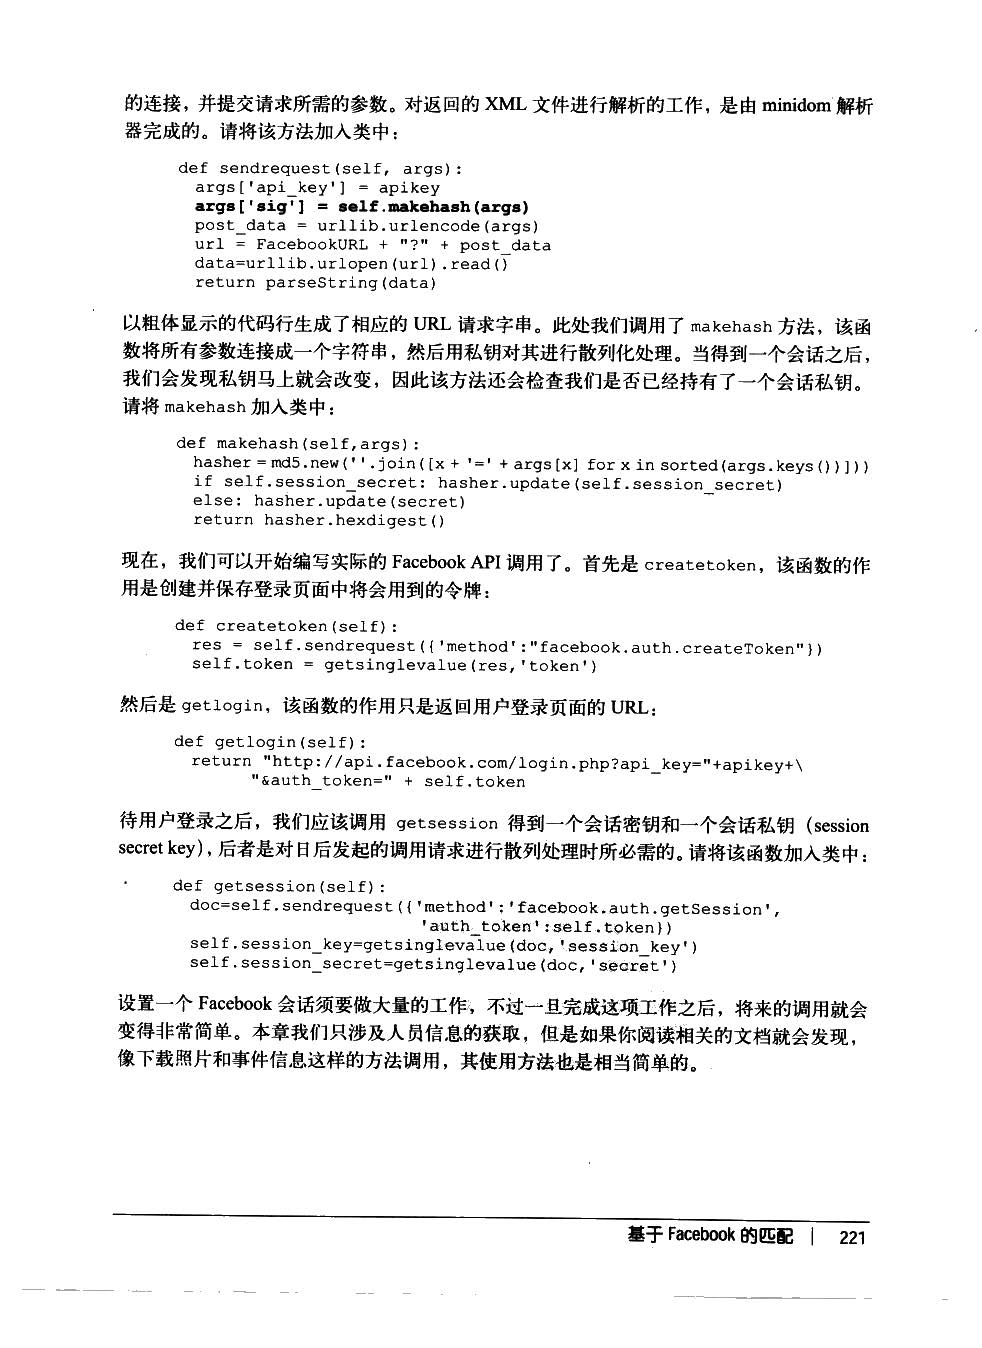 的连接，并提交请求所需的参数。对返回的 XML 文件进行解析的工作，是由 minidom 解析
器完成的。请将该方法加入类中：
def sendrequest(self, args):
  args['api_key'] = apikey
  args['sig'] = self.makehash(args)
  post_data = urllib.urlencode(args)
  url = FacebookURL + "?" + post_data
  data=urllib.urlopen(url).read()
  return parseString(data)
以粗体显示的代码行生成了相应的 URL 请求字串。此处我们调用了 makehash 方法，该函
数将所有参数连接成一个字符串，然后用私钥对其进行散列化处理。当得到一个会话之后，
我们会发现私钥马上就会改变，因此该方法还会检查我们是否已经持有了一个会话私钥。
请将 makehash 加入类中：
def makehash(self,args):
  hasher = md5.new(''.join([x + '=' + args[x] for x in sorted(args.keys())]))
  if self.session_secret: hasher.update(self.session_secret)
  else: hasher.update(secret)
  return hasher.hexdigest()
现在，我们可以开始编写实际的 Facebook API 调用了。首先是 createtoken，该函数的作
用是创建并保存登录页面中将会用到的令牌：
def createtoken(self):
  res = self.sendrequest({'method':"facebook.auth.createToken"})
  self.token = getsinglevalue(res,'token')
然后是 getlogin，该函数的作用只是返回用户登录页面的 URL：
def getlogin(self):
  return "http://api.facebook.com/login.php?api_key="+apikey+\
         "&auth_token=" + self.token
待用户登录之后，我们应该调用 getsession 得到一个会话密钥和一个会话私钥（session
secret key），后者是对日后发起的调用请求进行散列处理时所必需的。请将该函数加入类中：
def getsession(self):
  doc=self.sendrequest({'method':'facebook.auth.getSession',
                        'auth_token':self.token})
  self.session_key=getsinglevalue(doc,'session_key')
  self.session_secret=getsinglevalue(doc,'secret')
设置一个 Facebook 会话须要做大量的工作，不过一旦完成这项工作之后，将来的调用就会
变得非常简单。本章我们只涉及人员信息的获取，但是如果你阅读相关的文档就会发现，
像下载照片和事件信息这样的方法调用，其使用方法也是相当简单的。
基于 Facebook 的匹配 | 221